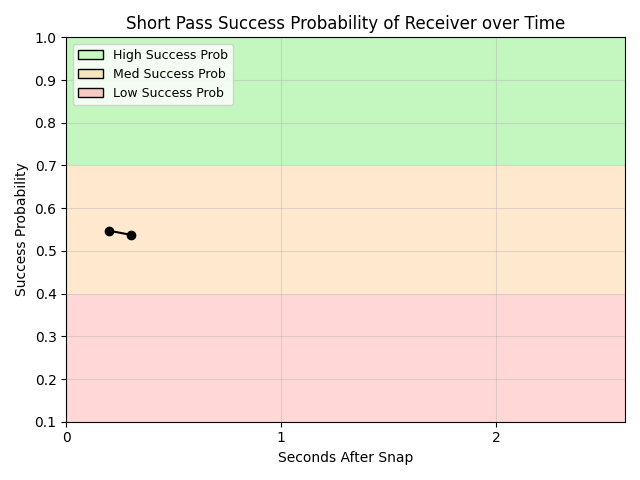 Short Pass Success Probability of Receiver over Time
High Success Prob
Med Success Prob
Low Success Prob
1.0
0.9
0.8
0.7
0.6
0.5
0.4
0.3
0.2
0.1
Success Probability
0 1 2
Seconds After Snap